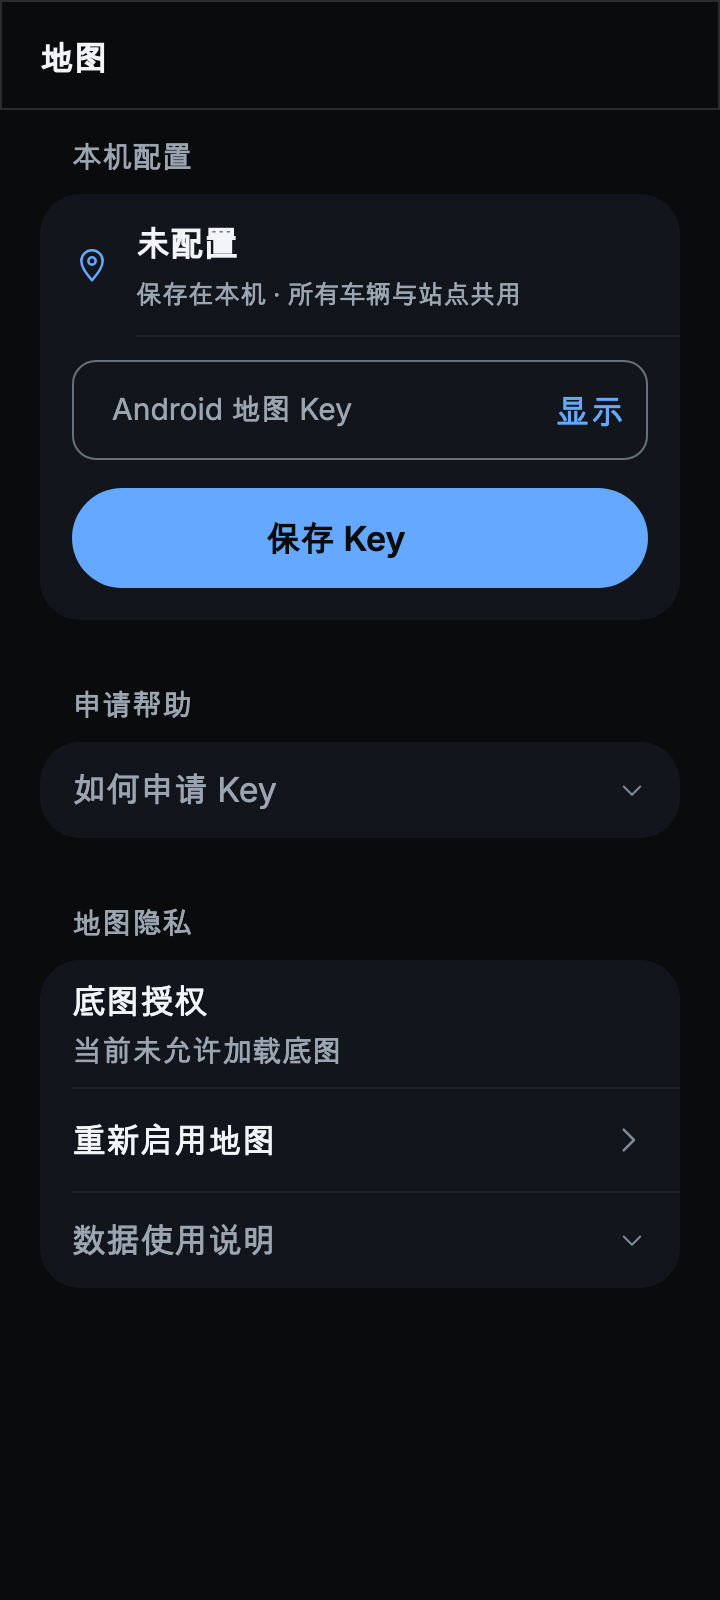 地图
本机配置
未配置
保存在本机 · 所有车辆与站点共用
Android 地图 Key
显示
保存 Key
申请帮助
如何申请 Key
地图隐私
底图授权
当前未允许加载底图
重新启用地图
数据使用说明